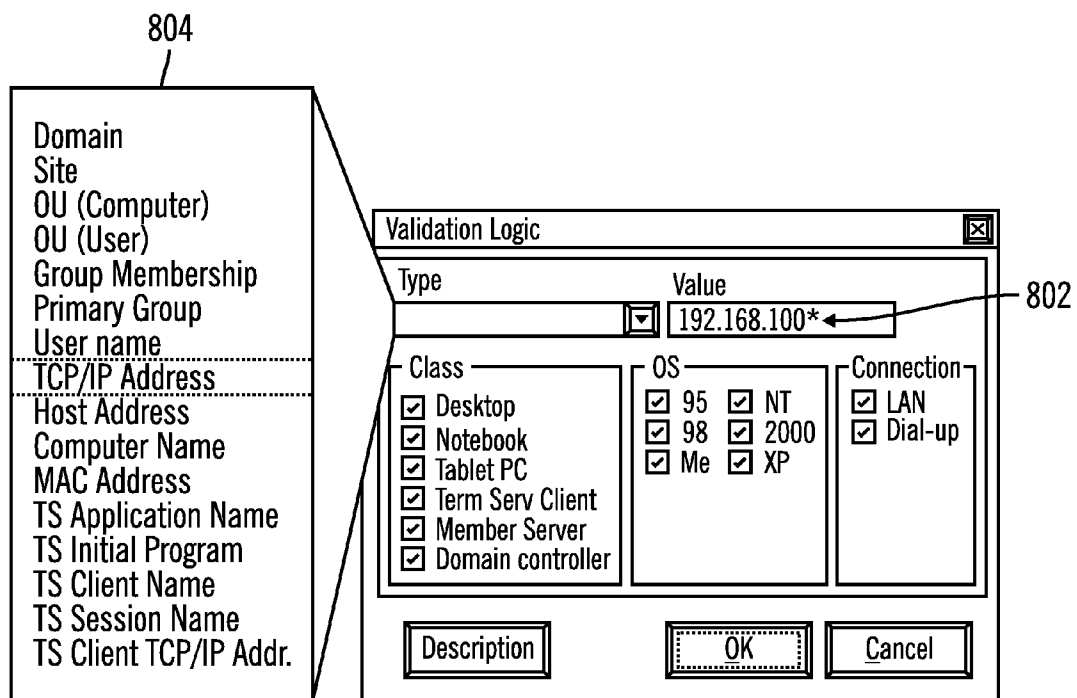 804
Domain
Site
OU (Computer)
OU (User)
Group Membership
Primary Group
User name
TCP/IP Address
Host Address
Computer Name
MAC Address
TS Application Name
TS Initial Program
TS Client Name
TS Session Name
TS Client TCP/IP Addr.
Validation Logic
Type Value
192.168.100*
802
Class
Desktop
Notebook
Tablet PC
Term Serv Client
Member Server
Domain controller
OS
95 NT
98 2000
Me XP
Connection
LAN
Dial-up
Description OK Cancel